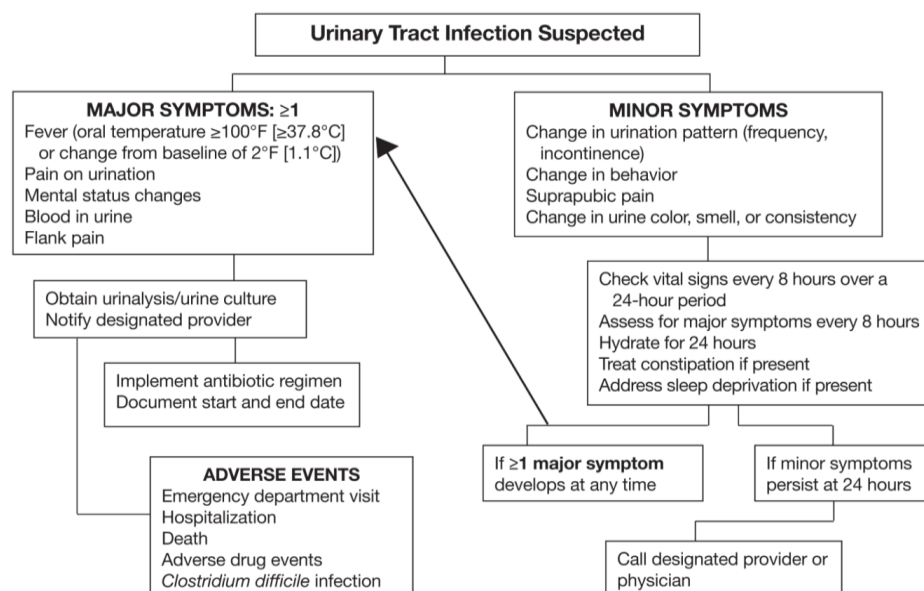 Urinary Tract Infection Suspected
MAJOR SYMPTOMS: ≥1
Fever (oral temperature ≥100°F [≥37.8°C]
or change from baseline of 2°F [1.1°C])
Pain on urination
Mental status changes
Blood in urine
Flank pain
MINOR SYMPTOMS
Change in urination pattern (frequency,
incontinence)
Change in behavior
Suprapubic pain
Change in urine color, smell, or consistency
Obtain urinalysis/urine culture
Notify designated provider
Check vital signs every 8 hours over a
24-hour period
Assess for major symptoms every 8 hours
Hydrate for 24 hours
Treat constipation if present
Address sleep deprivation if present
Implement antibiotic regimen
Document start and end date
If ≥1 major symptom
develops at any time
If minor symptoms
persist at 24 hours
ADVERSE EVENTS
Emergency department visit
Hospitalization
Death
Adverse drug events
Clostridium difficile infection
Call designated provider or
physician